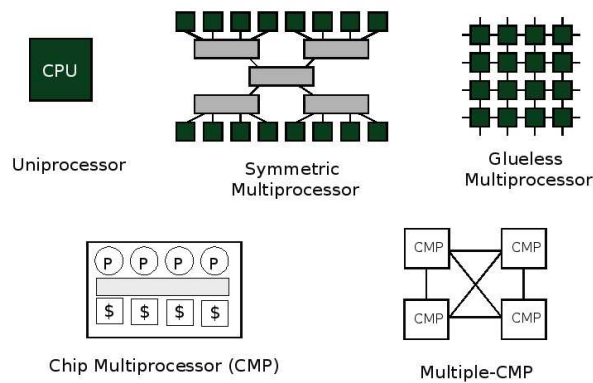 CPU
Uniprocessor
Symmetric
Multiprocessor
Glueless
Multiprocessor
P P P P
$ $ $ $
Chip Multiprocessor (CMP)
CMP CMP
CMP CMP
Multiple-CMP